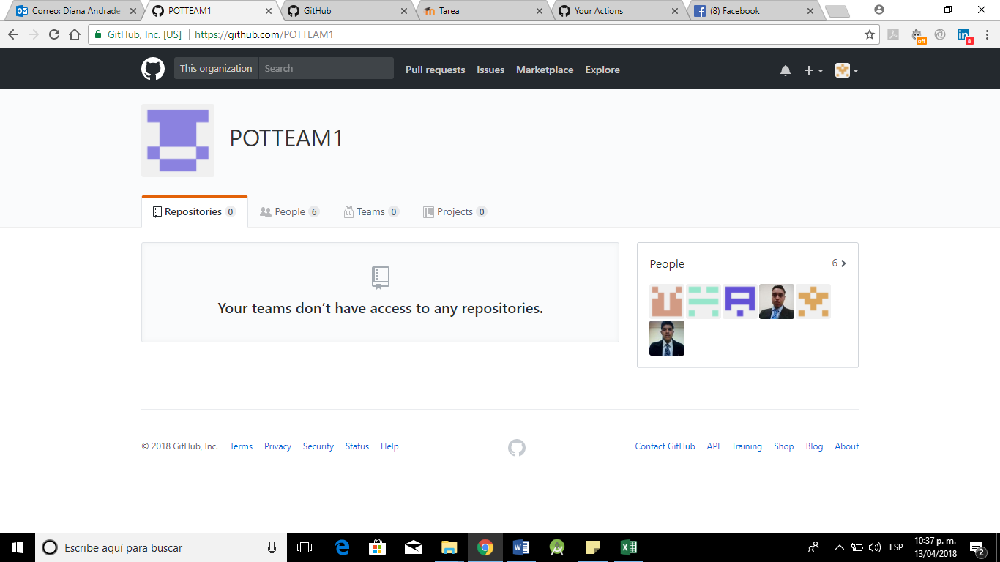 Correo: Diana Andrade
POTTEAM1
GitHub
Tarea
Your Actions
(8) Facebook
GitHub, Inc. [US]
https://github.com/POTTEAM1
off
8
This organization
Search
Pull requests
Issues
Marketplace
Explore
POTTEAM1
Repositories 0
People 6
Teams 0
Projects 0
Your teams don’t have access to any repositories.
People
6
© 2018 GitHub, Inc.
Terms
Privacy
Security
Status
Help
Contact GitHub
API
Training
Shop
Blog
About
Escribe aquí para buscar
ESP
10:37 p. m.
13/04/2018
2